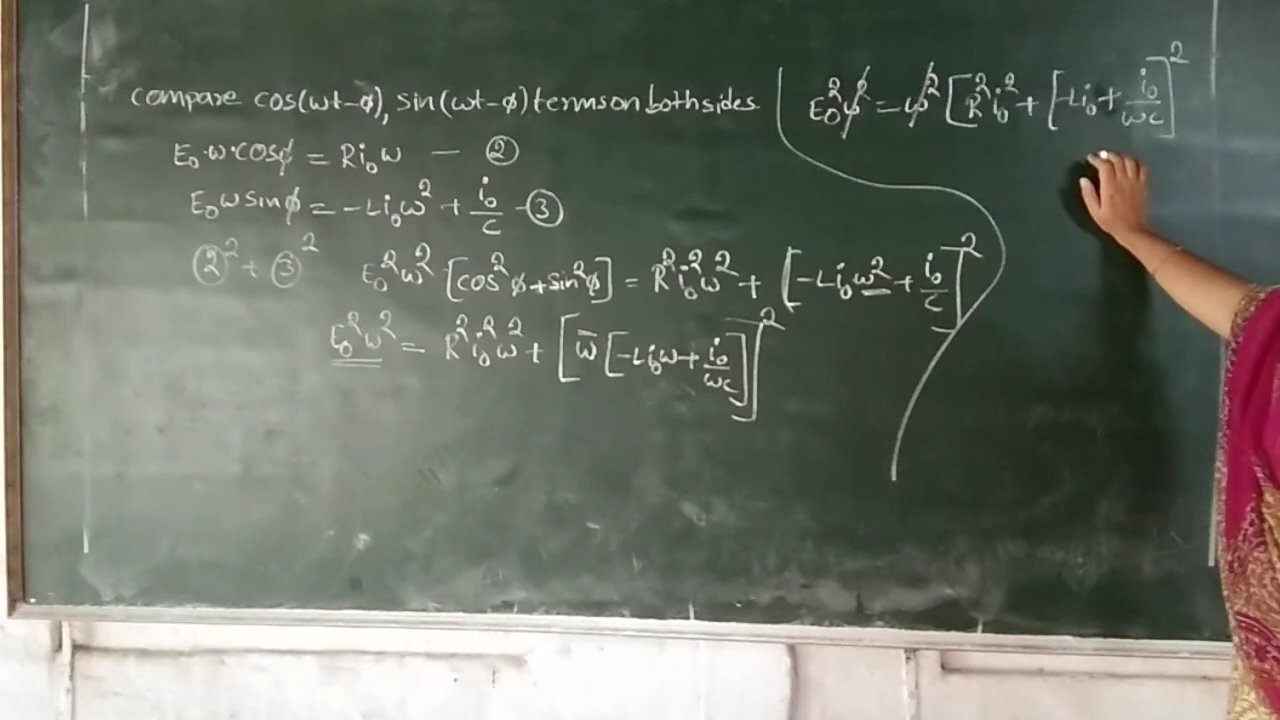 compare cos(ωt-φ), sin(ωt-φ) terms on both sides
E₀·ω·cosφ = Ri₀ω — ②
E₀ω sinφ = -Li₀ω² + i₀/c - ③
②² + ③² E₀²ω²·[cos²φ+sin²φ] = R²i₀²ω² + [-Li₀ω² + i₀/c]²
E₀²ω² = R²i₀²ω² + [ω[-Li₀ω + i₀/ωc]]²
E₀²ω² = ω²[R²i₀² + [-Li₀ + i₀/ωc]²